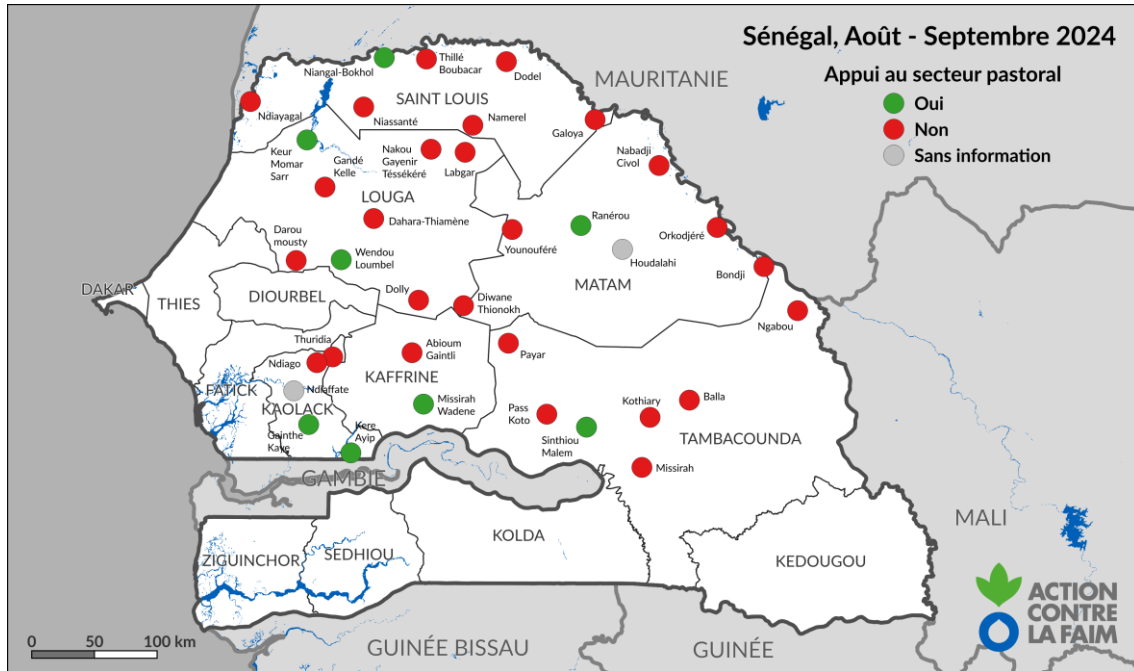 Sénégal, Août - Septembre 2024
Appui au secteur pastoral
Oui
Non
Sans information
MAURITANIE
Niangal-Bokhol
Thillé
Boubacar
Dodel
SAINT LOUIS
Ndiayagal
Niassanté
Namerel
Galoya
Keur
Momar
Sarr
Gandé
Kelle
Nakou
Gayenir
Téssékéré
Labgar
Nabadji
Civol
LOUGA
Dahara-Thiamène
Ranérou
Younouféré
Houdalahi
Orkodjéré
Darou
mousty
Wendou
Loumbel
Bondji
MATAM
DAKAR
THIES
DIOURBEL
Dolly
Diwane
Thionokh
Ngabou
Thuridia
Ndiago
Abioum
Gaintli
Payar
KAFFRINE
FATICK
Ndiaffate
KAOLACK
Missirah
Wadene
Pass
Koto
Kothiary
Balla
Gainthe
Kaye
Kere
Ayip
Sinthiou
Malem
TAMBACOUNDA
Missirah
GAMBIE
MALI
ZIGUINCHOR
SEDHIOU
KOLDA
KEDOUGOU
GUINÉE BISSAU
GUINÉE
0 50 100 km
ACTION
CONTRE
LA FAIM